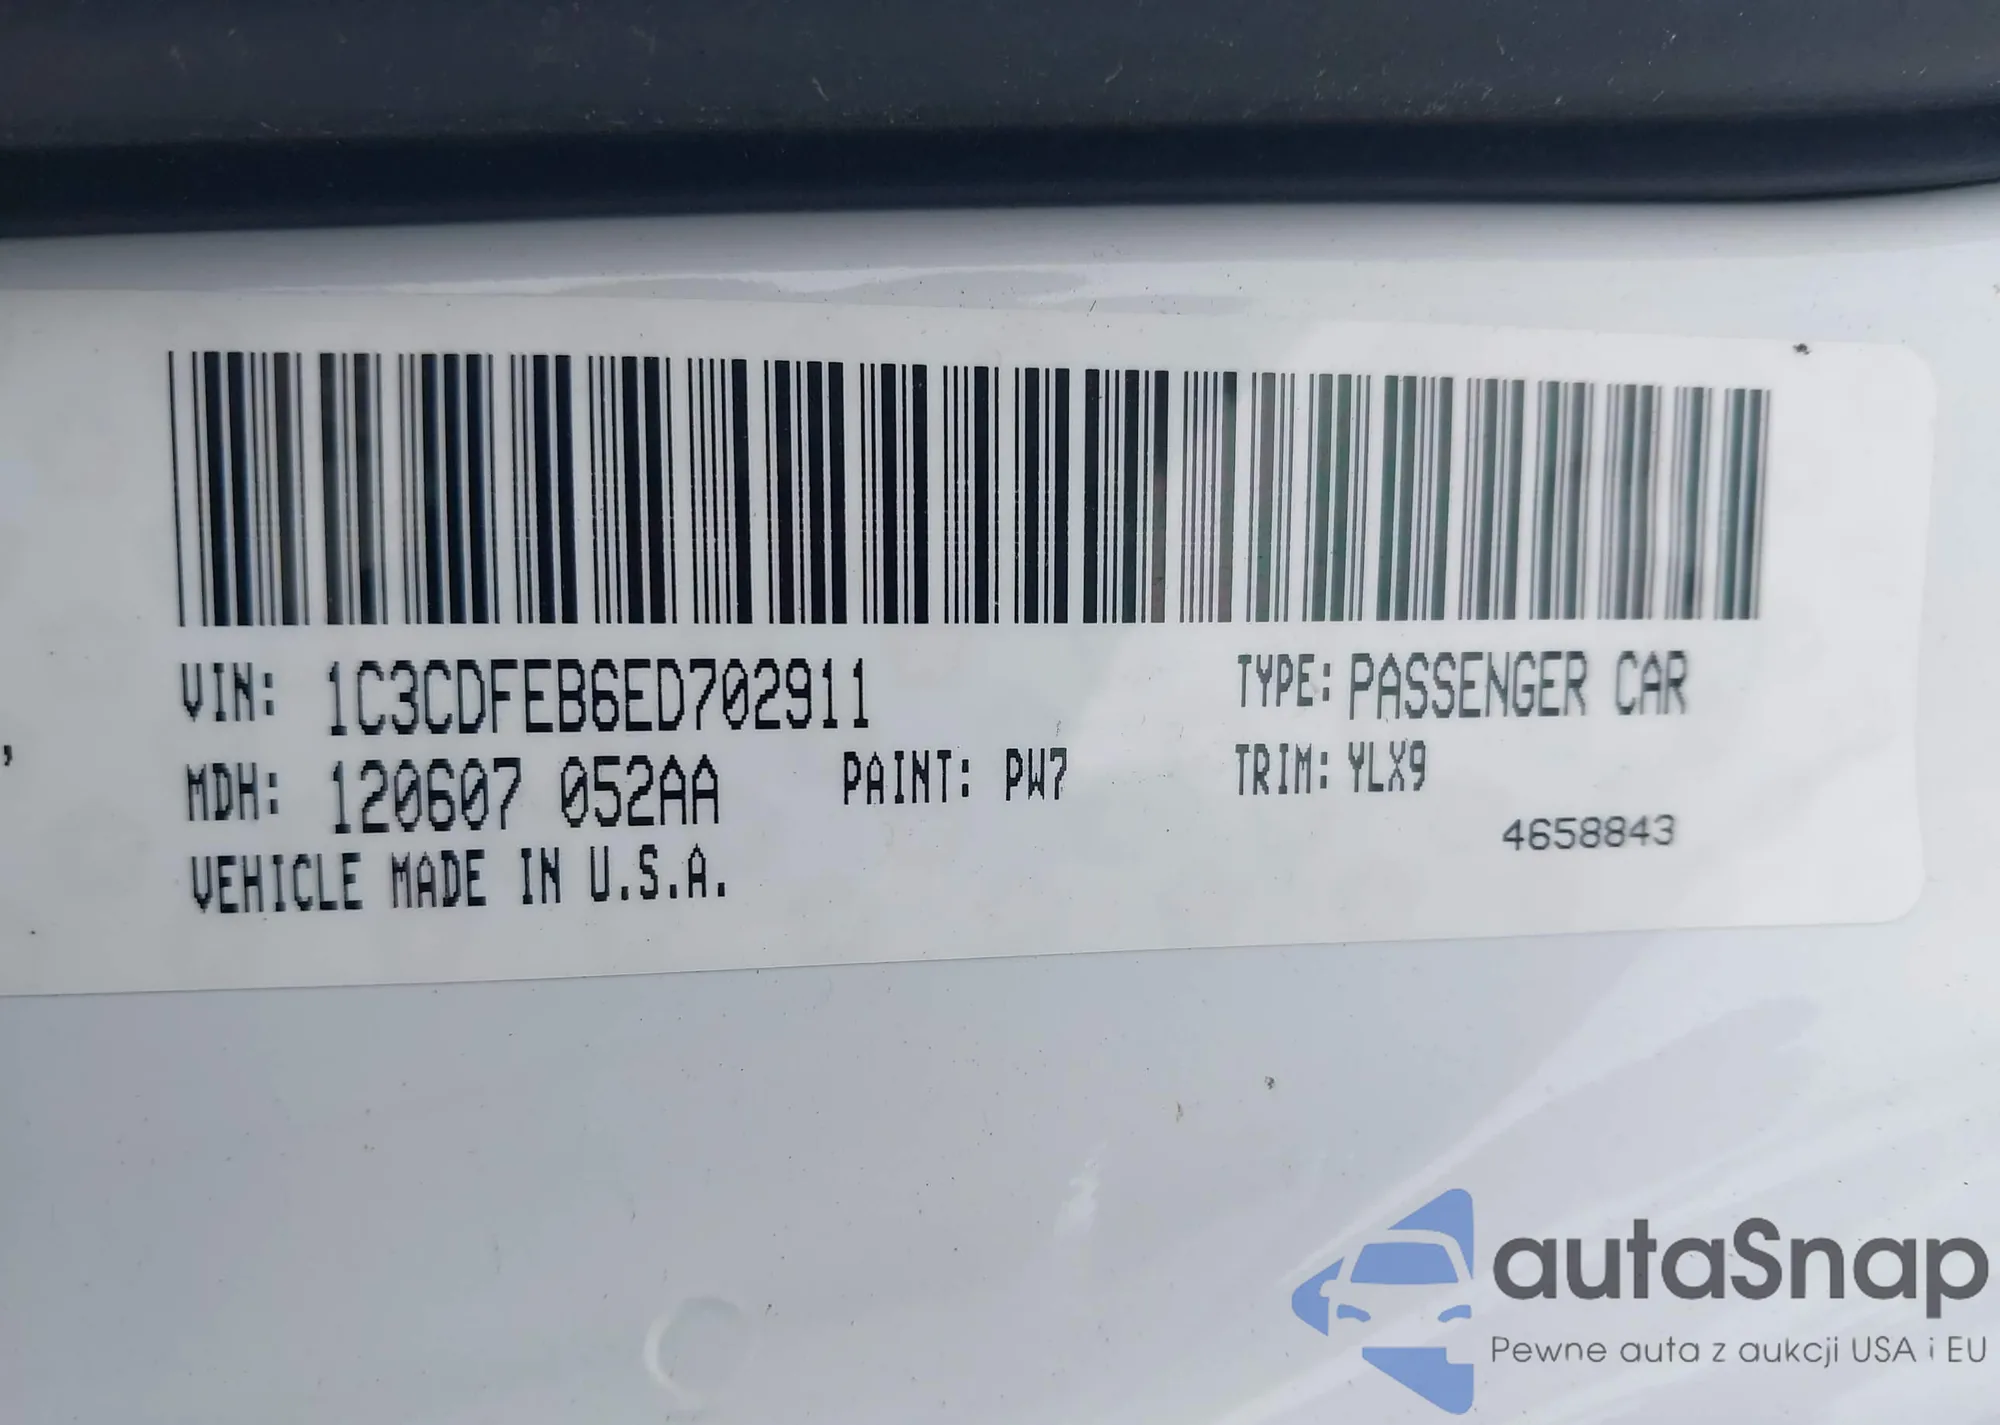 VIN: 1C3CDFEB6ED702911
TYPE: PASSENGER CAR
MDH: 120607 052AA
PAINT: PW7
TRIM: YLX9
4658843
VEHICLE MADE IN U.S.A.
autaSnap
Pewne auta z aukcji USA i EU